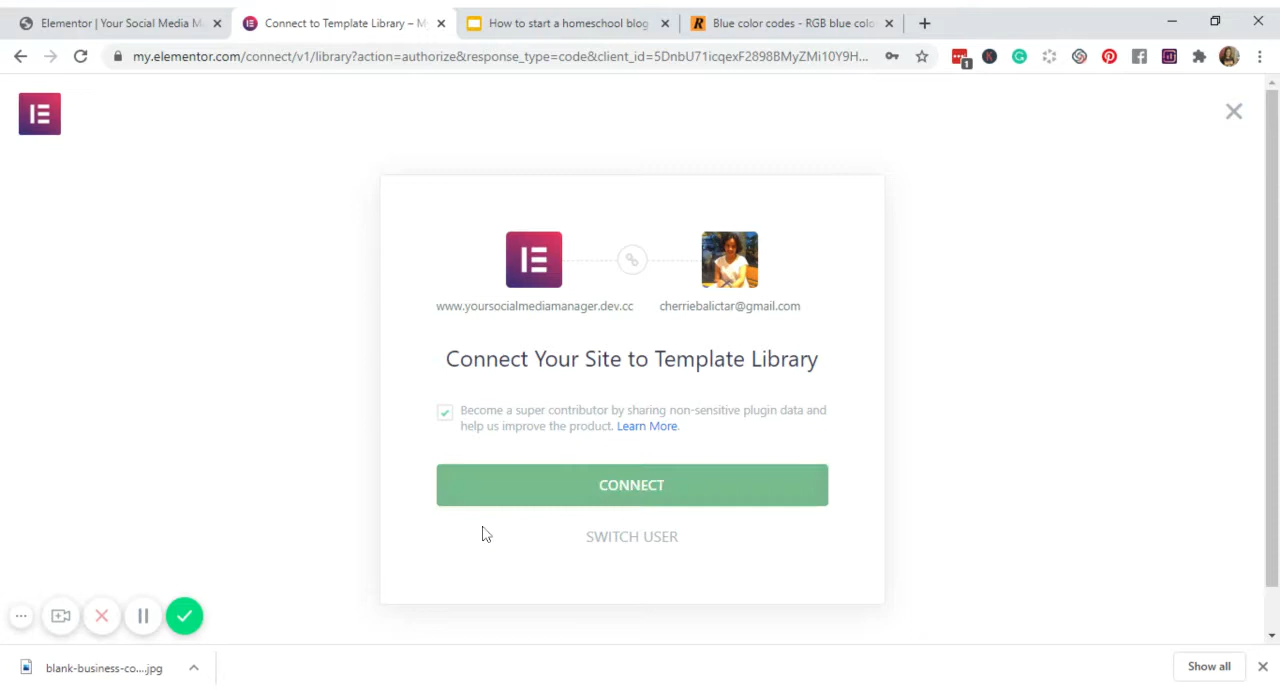 Elementor | Your Social Media M
Connect to Template Library – M
How to start a homeschool blog
Blue color codes - RGB blue colo
my.elementor.com/connect/v1/library?action=authorize&response_type=code&client_id=5DnbU71icqexF2898BMyZMi10Y9H...
1
www.yoursocialmediamanager.dev.cc
cherriebalictar@gmail.com
Connect Your Site to Template Library
Become a super contributor by sharing non-sensitive plugin data and
help us improve the product. Learn More.
CONNECT
SWITCH USER
blank-business-co....jpg
Show all